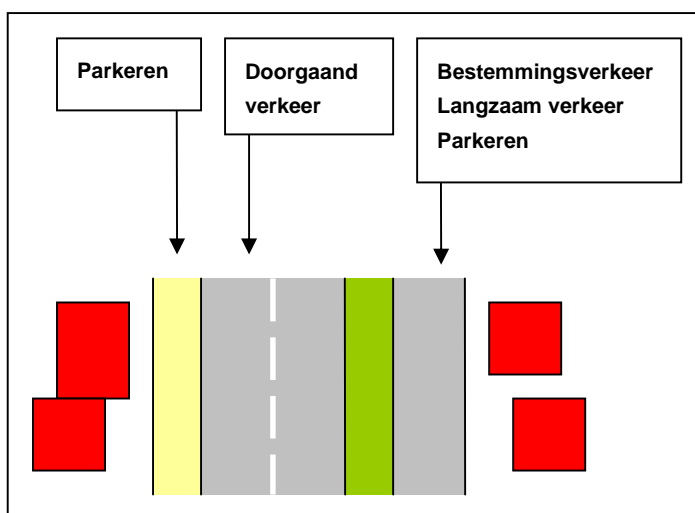 Parkeren
Doorgaand
verkeer
Bestemmingsverkeer
Langzaam verkeer
Parkeren